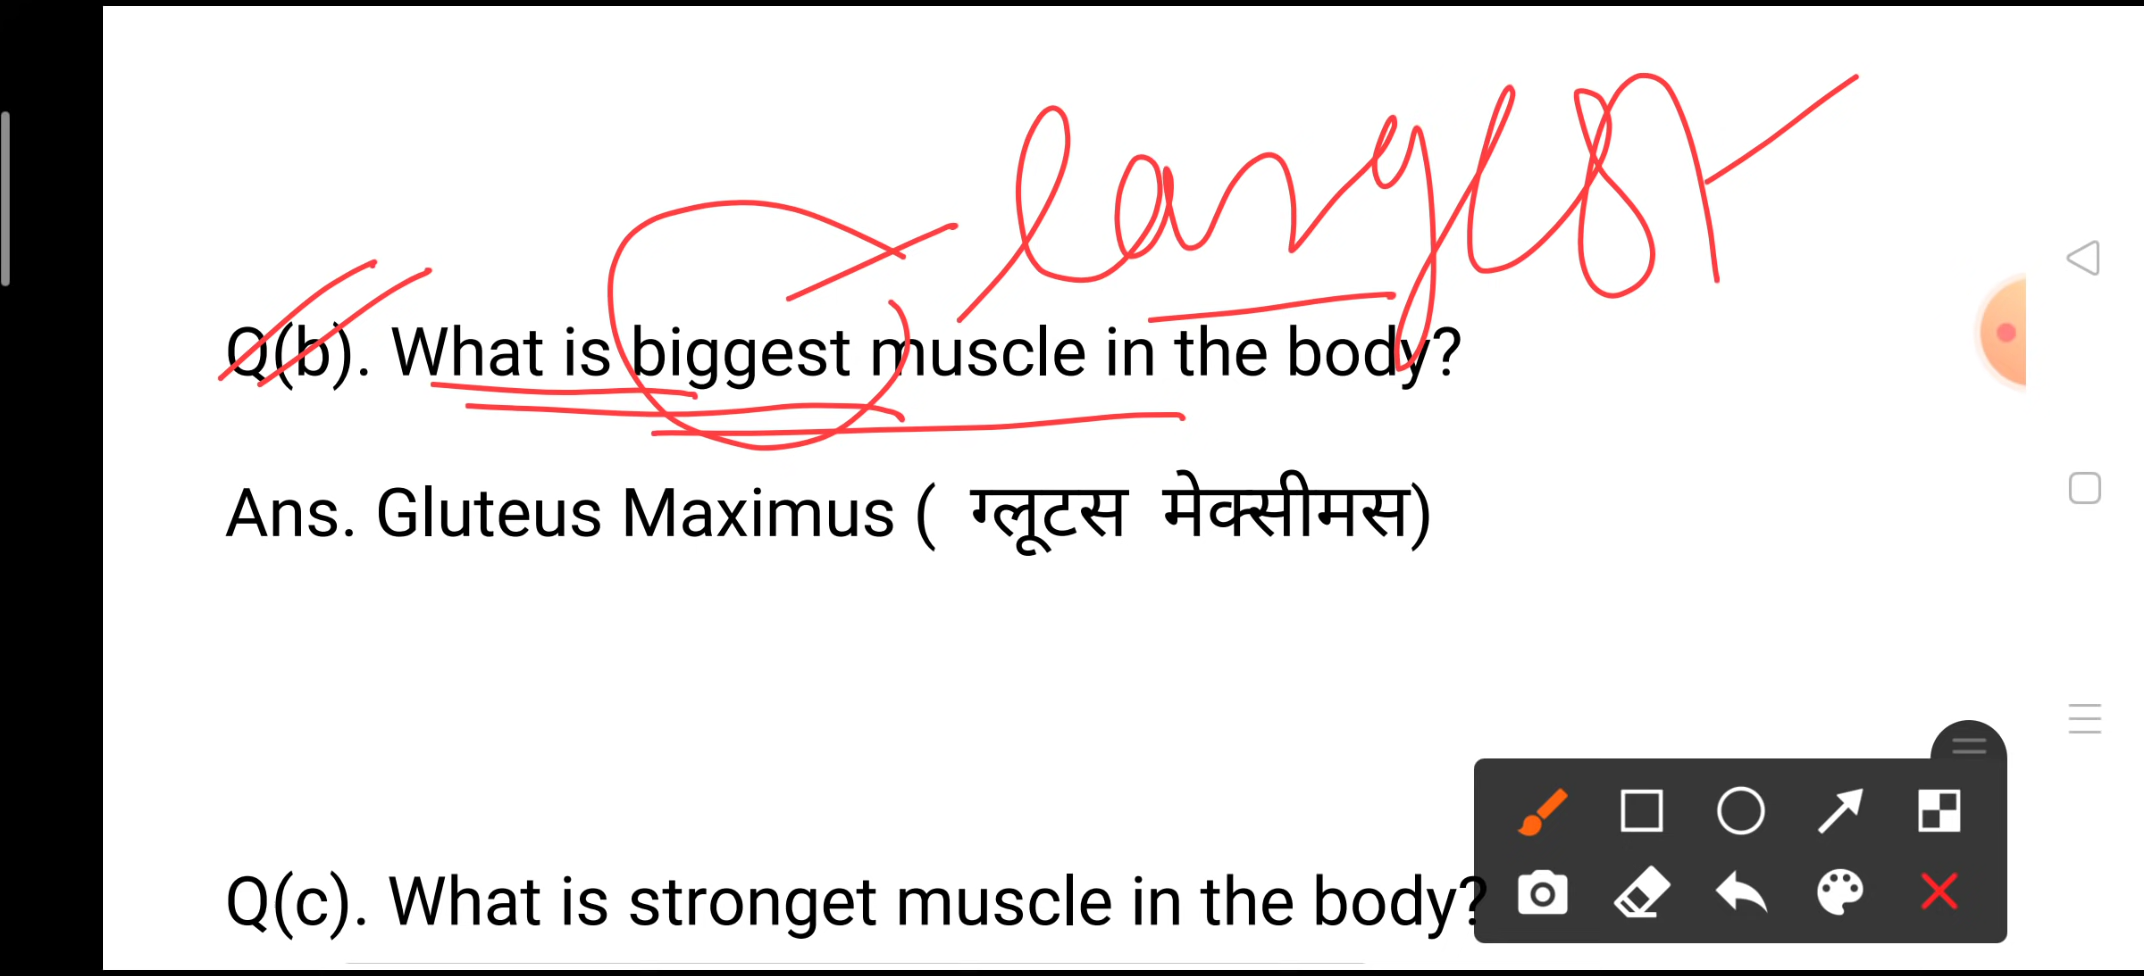 largest
Q(b). What is biggest muscle in the body?
Ans. Gluteus Maximus ( ग्लूटस मेक्सीमस)
Q(c). What is stronget muscle in the body?